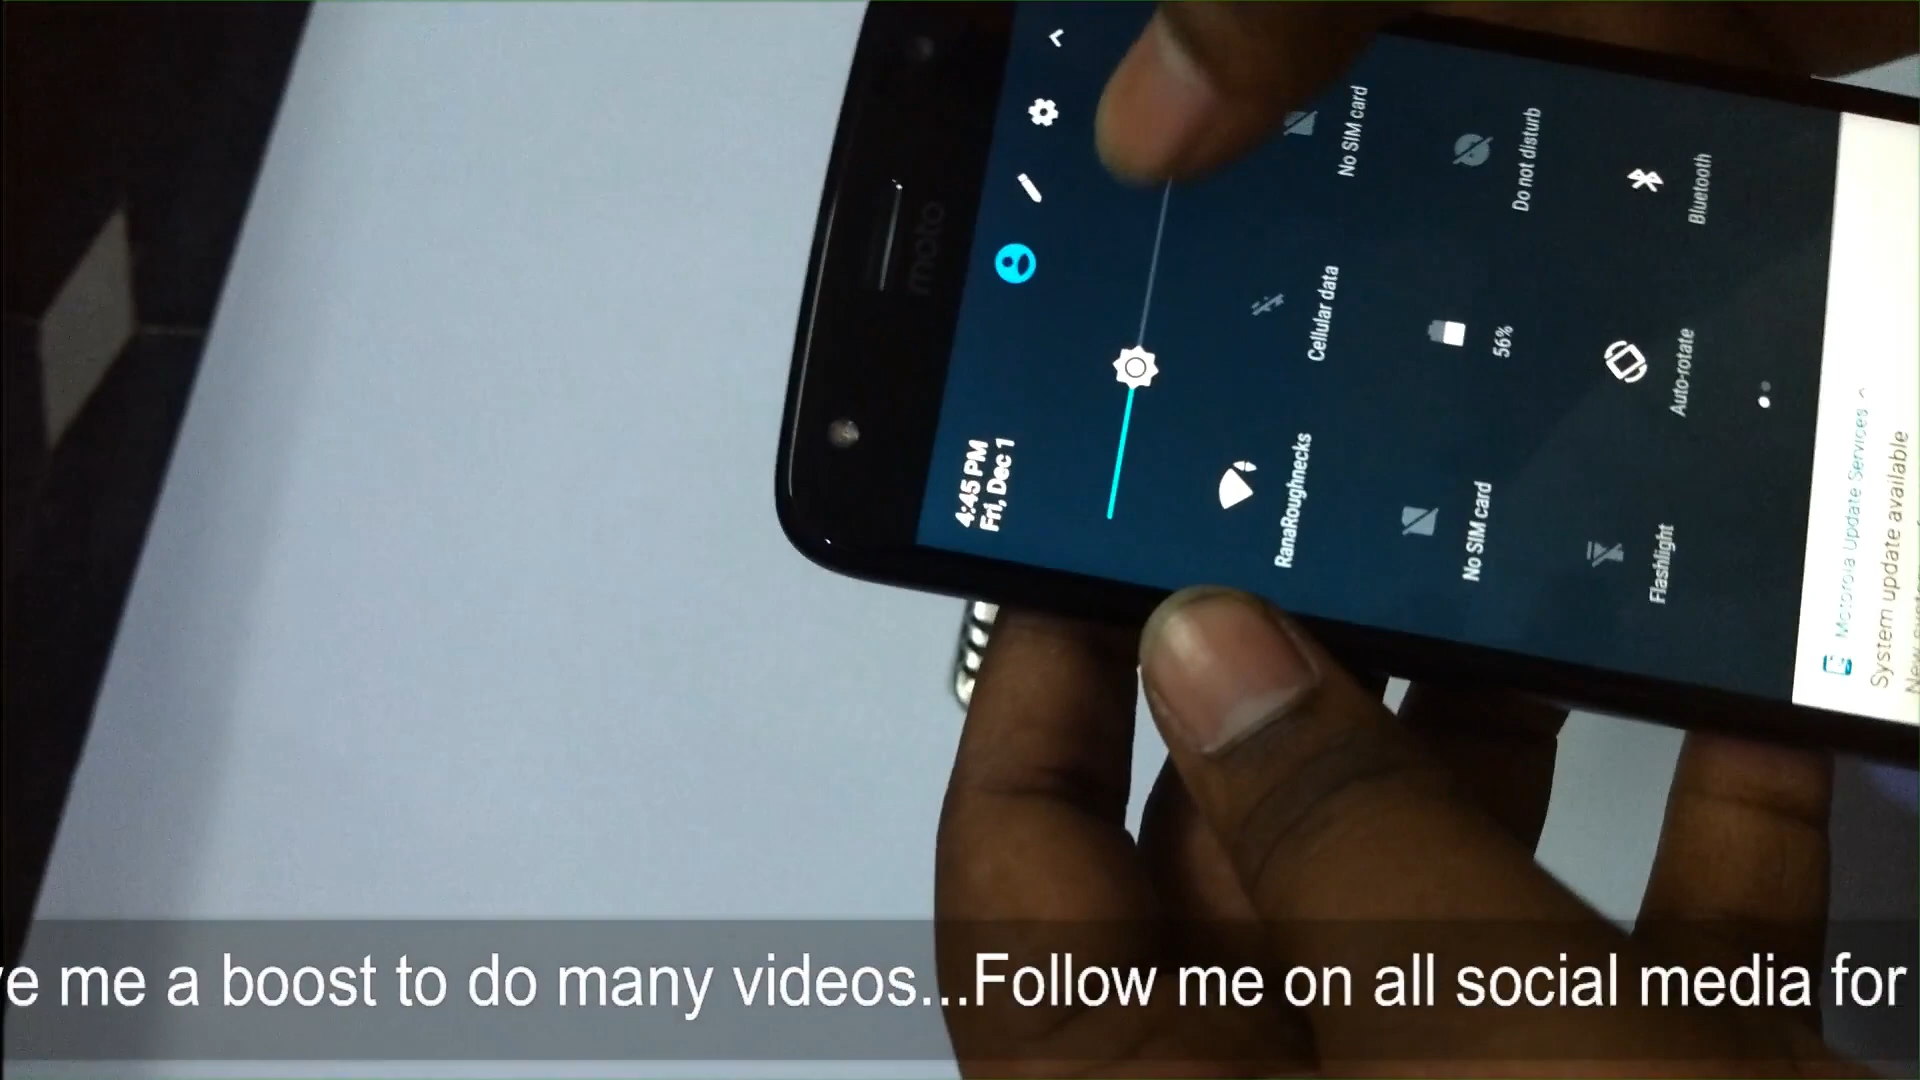 moto
4:45 PM
Fri, Dec 1
RanaRoughnecks
Cellular data
No SIM card
No SIM card
56%
Do not disturb
Flashlight
Auto-rotate
Bluetooth
Motorola Update Services
System update available
ve me a boost to do many videos...Follow me on all social media for